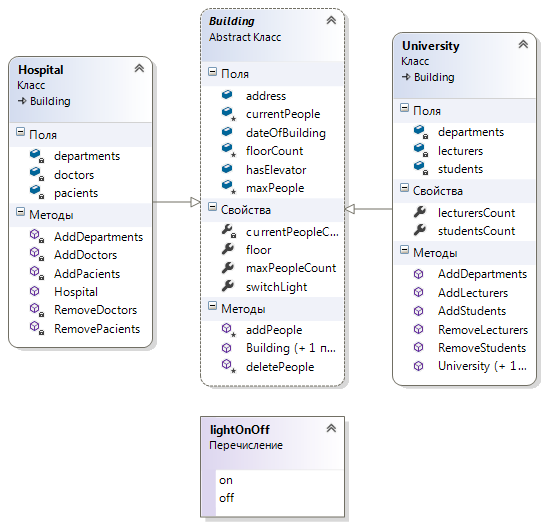 Hospital
Класс
Building
Поля
departments
doctors
pacients
Методы
AddDepartments
AddDoctors
AddPacients
Hospital
RemoveDoctors
RemovePacients
Building
Abstract Класс
Поля
address
currentPeople
dateOfBuilding
floorCount
hasElevator
maxPeople
Свойства
currentPeopleC...
floor
maxPeopleCount
switchLight
Методы
addPeople
Building (+ 1 п...
deletePeople
University
Класс
Building
Поля
departments
lecturers
students
Свойства
lecturersCount
studentsCount
Методы
AddDepartments
AddLecturers
AddStudents
RemoveLecturers
RemoveStudents
University (+ 1...
lightOnOff
Перечисление
on
off